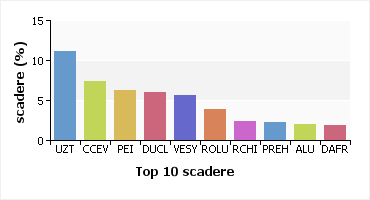 15
10
5
0
scadere (%)
UZT CCEV PEI DUCL VESY ROLU RCHI PREH ALU DAFR
Top 10 scadere